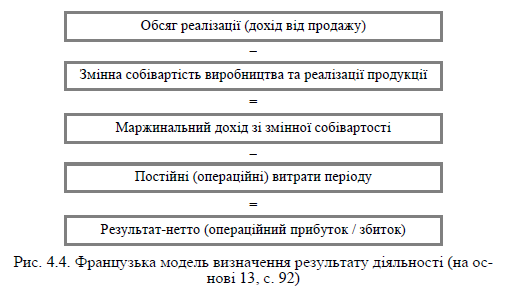 Обсяг реалізації (дохід від продажу)
–
Змінна собівартість виробництва та реалізації продукції
=
Маржинальний дохід зі змінної собівартості
–
Постійні (операційні) витрати періоду
=
Результат-нетто (операційний прибуток / збиток)
Рис. 4.4. Французька модель визначення результату діяльності (на ос-
нові 13, с. 92)